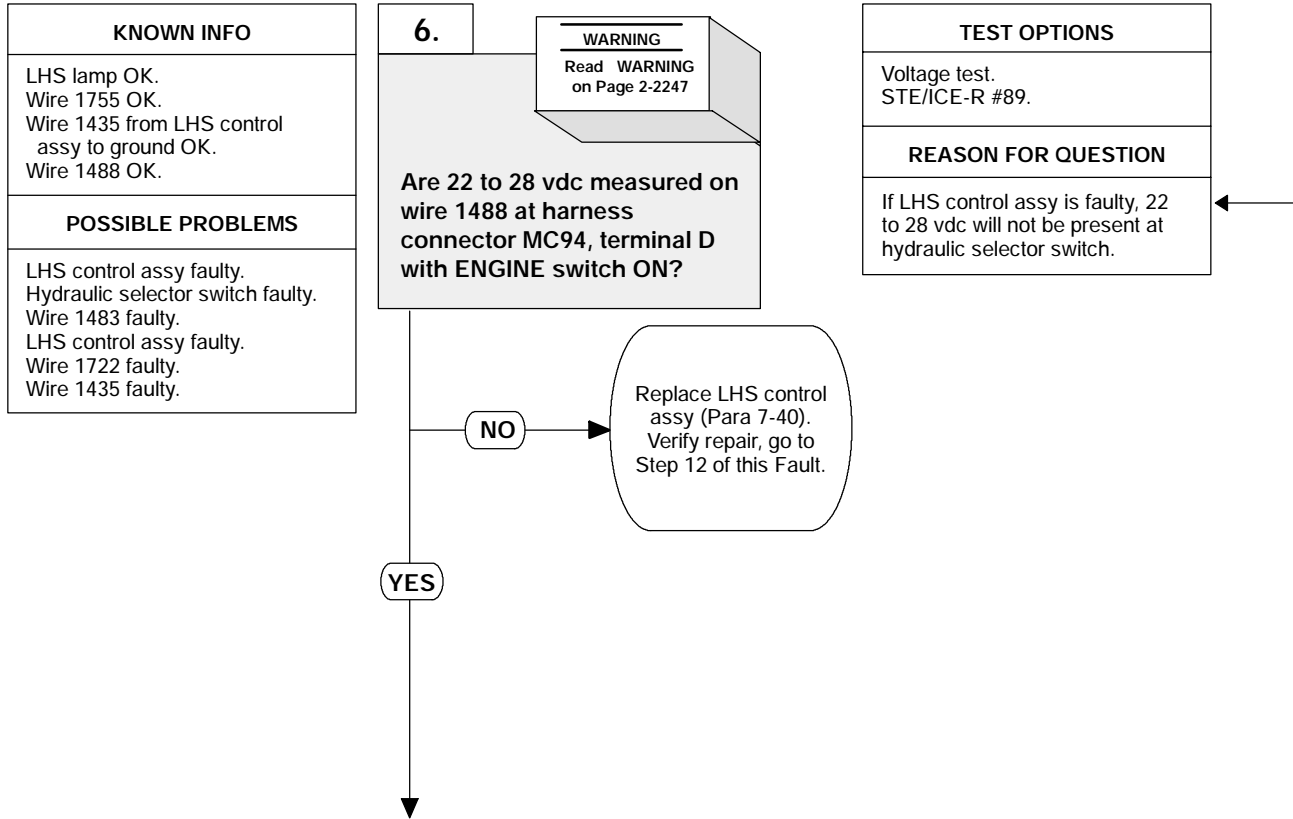 KNOWN INFO
LHS lamp OK.
Wire 1755 OK.
Wire 1435 from LHS control
assy to ground OK.
Wire 1488 OK.
POSSIBLE PROBLEMS
LHS control assy faulty.
Hydraulic selector switch faulty.
Wire 1483 faulty.
LHS control assy faulty.
Wire 1722 faulty.
Wire 1435 faulty.
6.
WARNING
Read WARNING
on Page 2-2247
Are 22 to 28 vdc measured on
wire 1488 at harness
connector MC94, terminal D
with ENGINE switch ON?
NO
Replace LHS control
assy (Para 7-40).
Verify repair, go to
Step 12 of this Fault.
YES
TEST OPTIONS
Voltage test.
STE/ICE-R #89.
REASON FOR QUESTION
If LHS control assy is faulty, 22
to 28 vdc will not be present at
hydraulic selector switch.